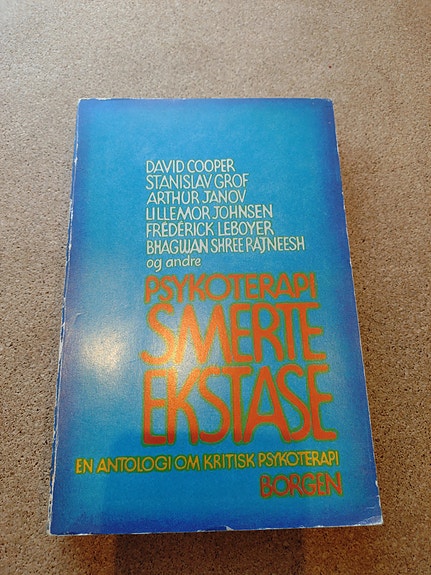 DAVID COOPER
STANISLAV GROF
ARTHUR JANOV
LILLEMOR JOHNSEN
FRÉDÉRICK LEBOYER
BHAGWAN SHREE RAJNEESH
og andre
PSYKOTERAPI
SMERTE
EKSTASE
EN ANTOLOGI OM KRITISK PSYKOTERAPI
BORGEN